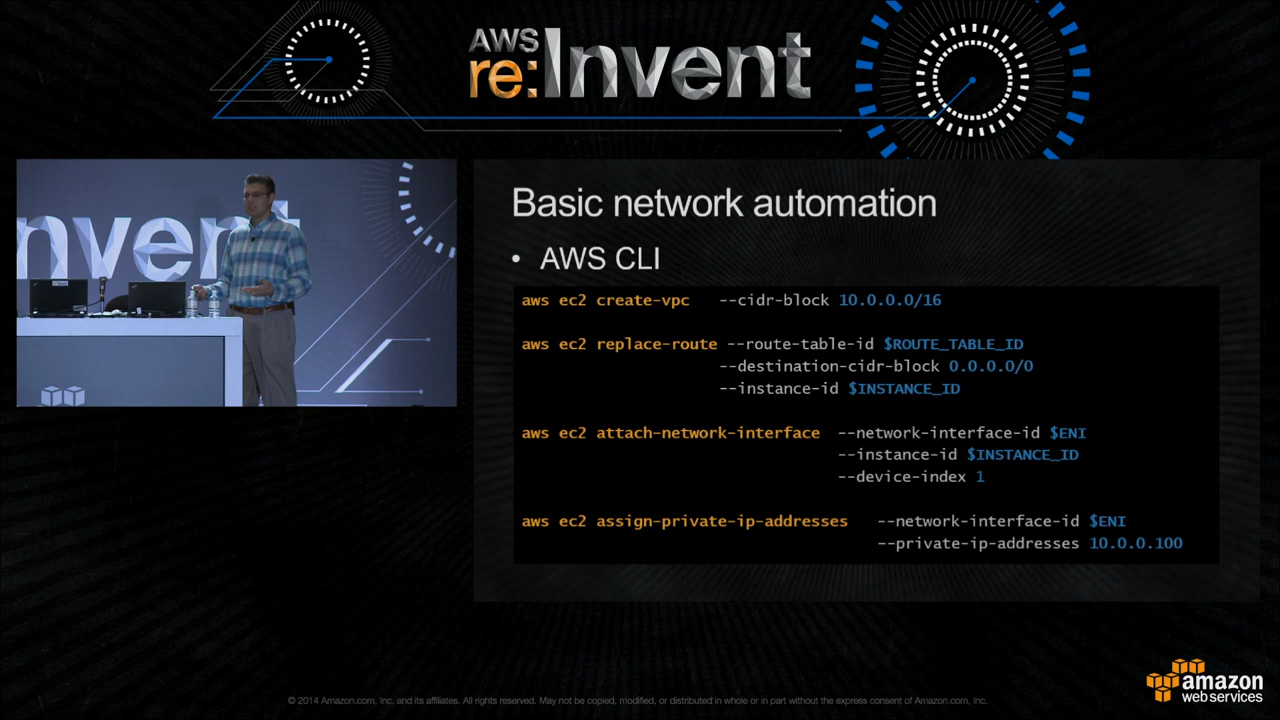 AWS
re:Invent
nvent
Basic network automation
• AWS CLI
aws ec2 create-vpc --cidr-block 10.0.0.0/16
aws ec2 replace-route --route-table-id $ROUTE_TABLE_ID
--destination-cidr-block 0.0.0.0/0
--instance-id $INSTANCE_ID
aws ec2 attach-network-interface --network-interface-id $ENI
--instance-id $INSTANCE_ID
--device-index 1
aws ec2 assign-private-ip-addresses --network-interface-id $ENI
--private-ip-addresses 10.0.0.100
© 2014 Amazon.com, Inc. and its affiliates. All rights reserved. May not be copied, modified, or distributed in whole or in part without the express consent of Amazon.com, Inc.
amazon
web services